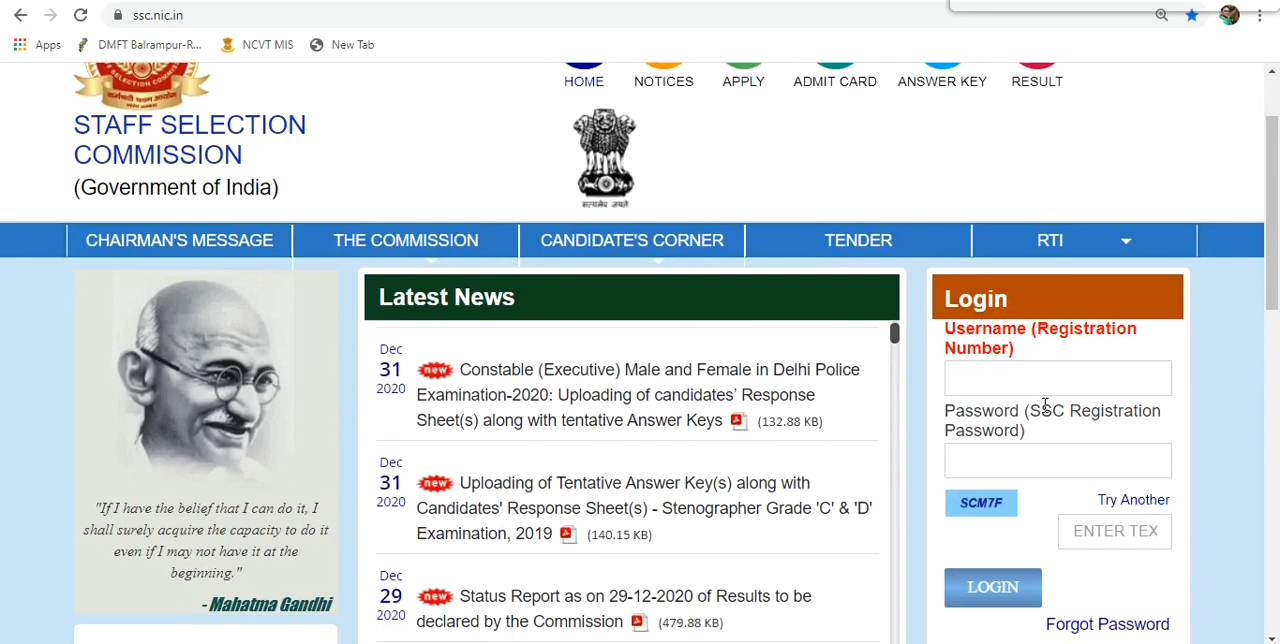 ssc.nic.in
Apps DMFT Balrampur-R... NCVT MIS New Tab
HOME NOTICES APPLY ADMIT CARD ANSWER KEY RESULT
STAFF SELECTION
COMMISSION
(Government of India)
सत्यमेव जयते
CHAIRMAN'S MESSAGE THE COMMISSION CANDIDATE'S CORNER TENDER RTI
"If I have the belief that I can do it, I
shall surely acquire the capacity to do it
even if I may not have it at the
beginning."
- Mahatma Gandhi
Latest News
Dec
31
2020
new Constable (Executive) Male and Female in Delhi Police
Examination-2020: Uploading of candidates’ Response
Sheet(s) along with tentative Answer Keys (132.88 KB)
Dec
31
2020
new Uploading of Tentative Answer Key(s) along with
Candidates' Response Sheet(s) - Stenographer Grade 'C' & 'D'
Examination, 2019 (140.15 KB)
Dec
29
2020
new Status Report as on 29-12-2020 of Results to be
declared by the Commission (479.88 KB)
Login
Username (Registration
Number)
Password (SSC Registration
Password)
SCM7F
Try Another
ENTER TEX
LOGIN
Forgot Password